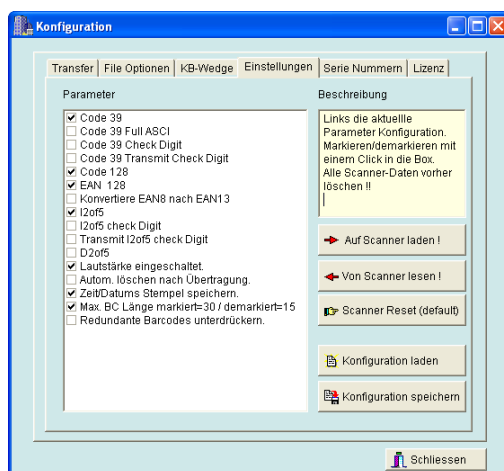 Konfiguration
Transfer File Optionen KB-Wedge Einstellungen Serie Nummern Lizenz
Parameter
Code 39
Code 39 Full ASCI
Code 39 Check Digit
Code 39 Transmit Check Digit
Code 128
EAN 128
Konvertiere EAN8 nach EAN13
I2of5
I2of5 check Digit
Transmit I2of5 check Digit
D2of5
Lautstärke eingeschaltet.
Autom. löschen nach Übertragung.
Zeit/Datums Stempel speichern.
Max. BC Länge markiert=30 / demarkiert=15
Redundante Barcodes unterdrückern.
Beschreibung
Links die aktuellle
Parameter Konfiguration.
Markieren/demarkieren mit
einem Click in die Box.
Alle Scanner-Daten vorher
löschen !!
Auf Scanner laden !
Von Scanner lesen !
Scanner Reset (default)
Konfiguration laden
Konfiguration speichern
Schliessen